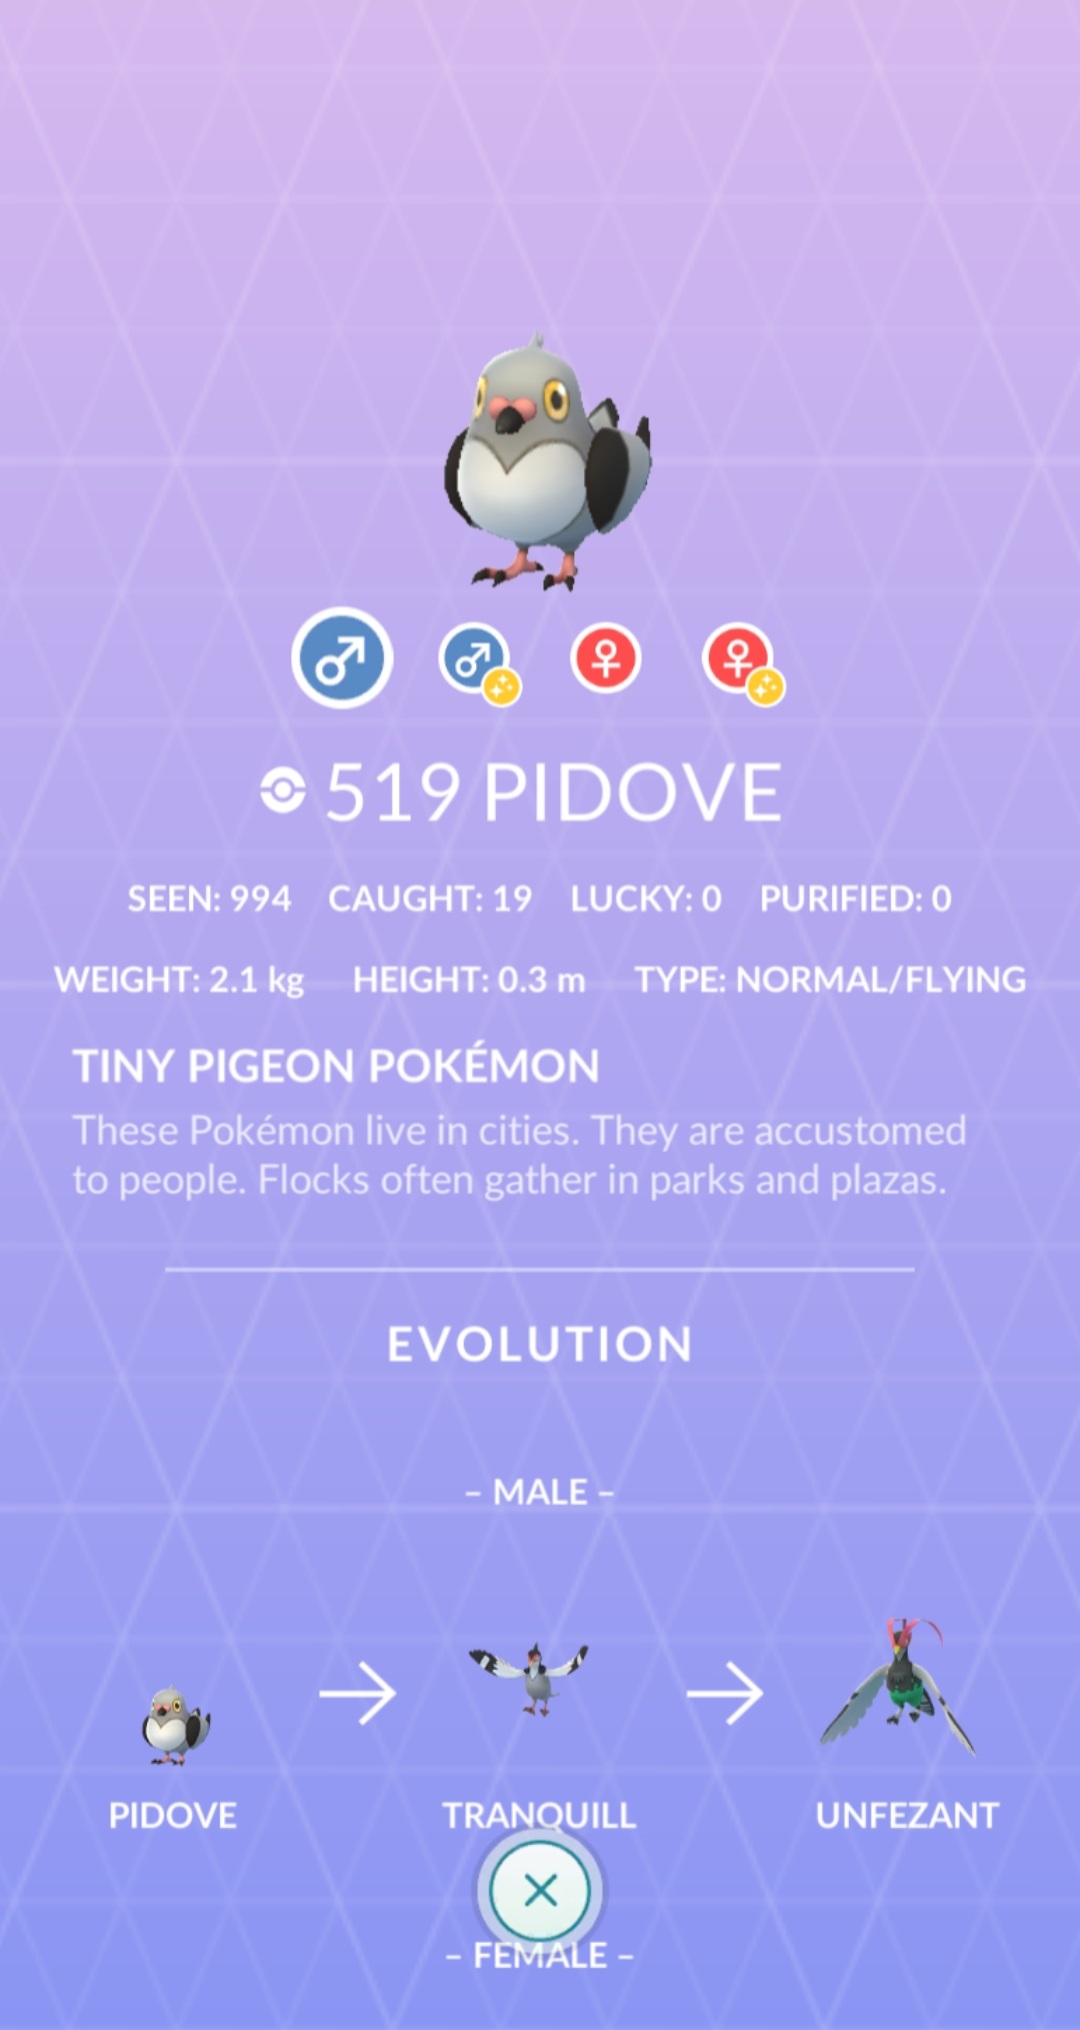 519 PIDOVE
SEEN: 994 CAUGHT: 19 LUCKY: 0 PURIFIED: 0
WEIGHT: 2.1 kg HEIGHT: 0.3 m TYPE: NORMAL/FLYING
TINY PIGEON POKÉMON
These Pokémon live in cities. They are accustomed
to people. Flocks often gather in parks and plazas.
EVOLUTION
– MALE –
PIDOVE TRANQUILL UNFEZANT
– FEMALE –